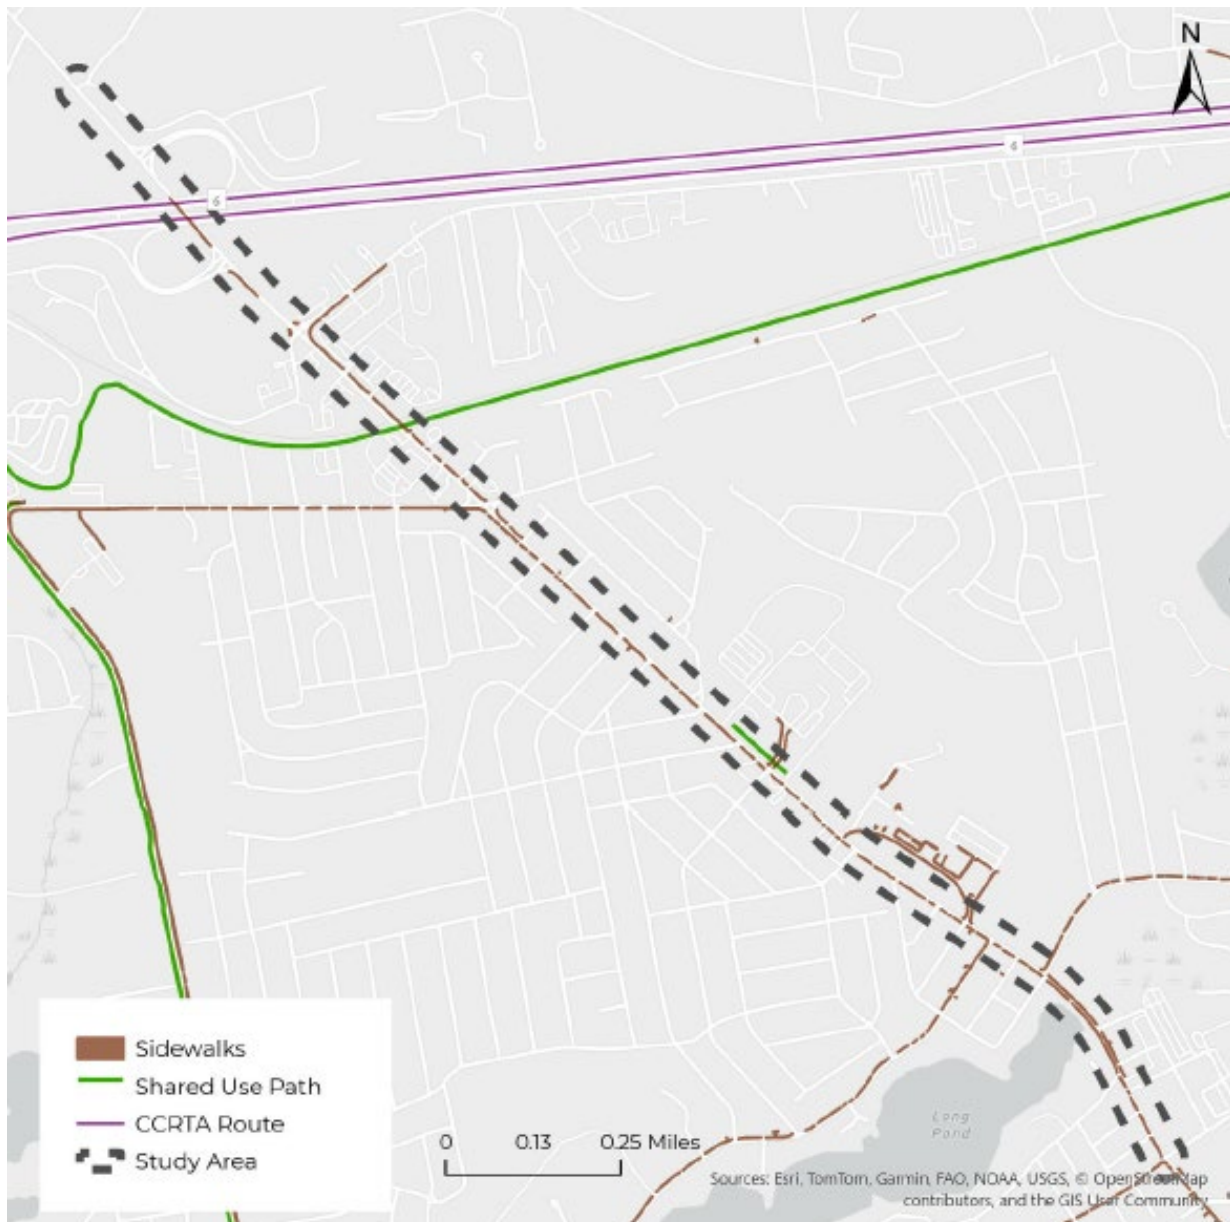 N
6
6
Sidewalks
Shared Use Path
CCRTA Route
Study Area
0 0.13 0.25 Miles
Long
Pond
Sources: Esri, TomTom, Garmin, FAO, NOAA, USGS, © OpenStreetMap
contributors, and the GIS User Community